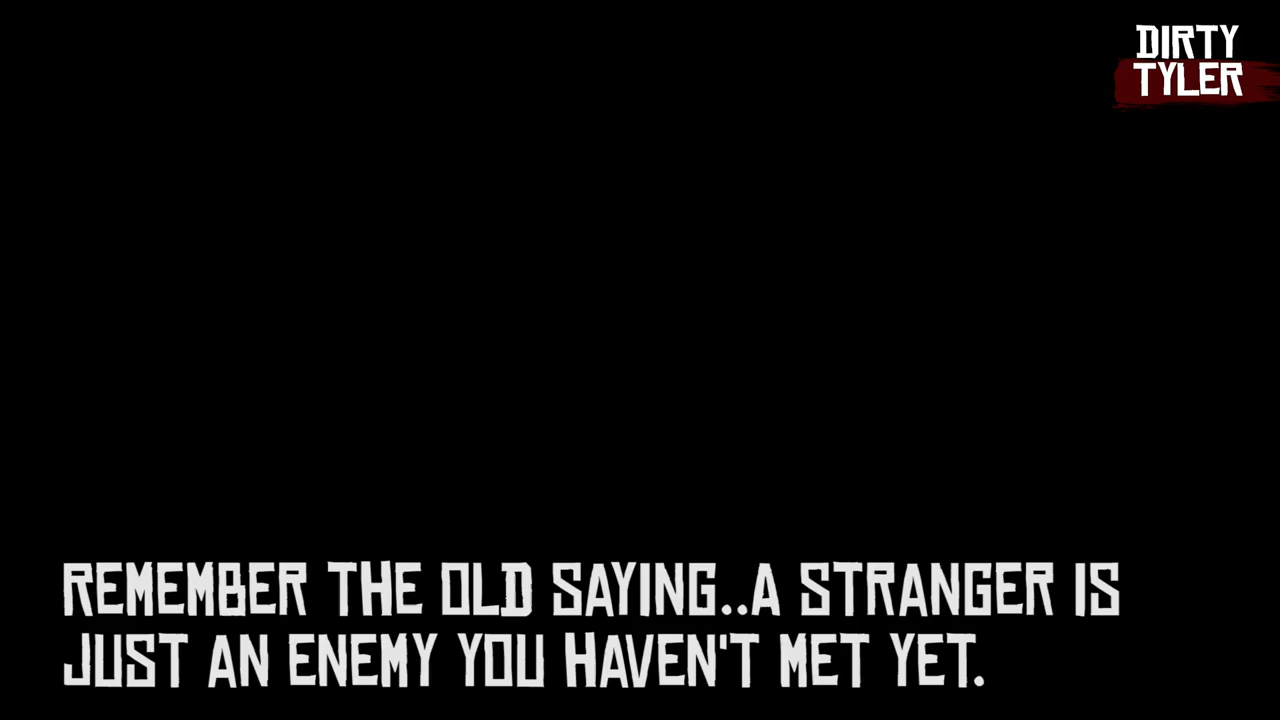 DIRTY
TYLER
REMEMBER THE OLD SAYING..A STRANGER IS
JUST AN ENEMY YOU HAVEN'T MET YET.